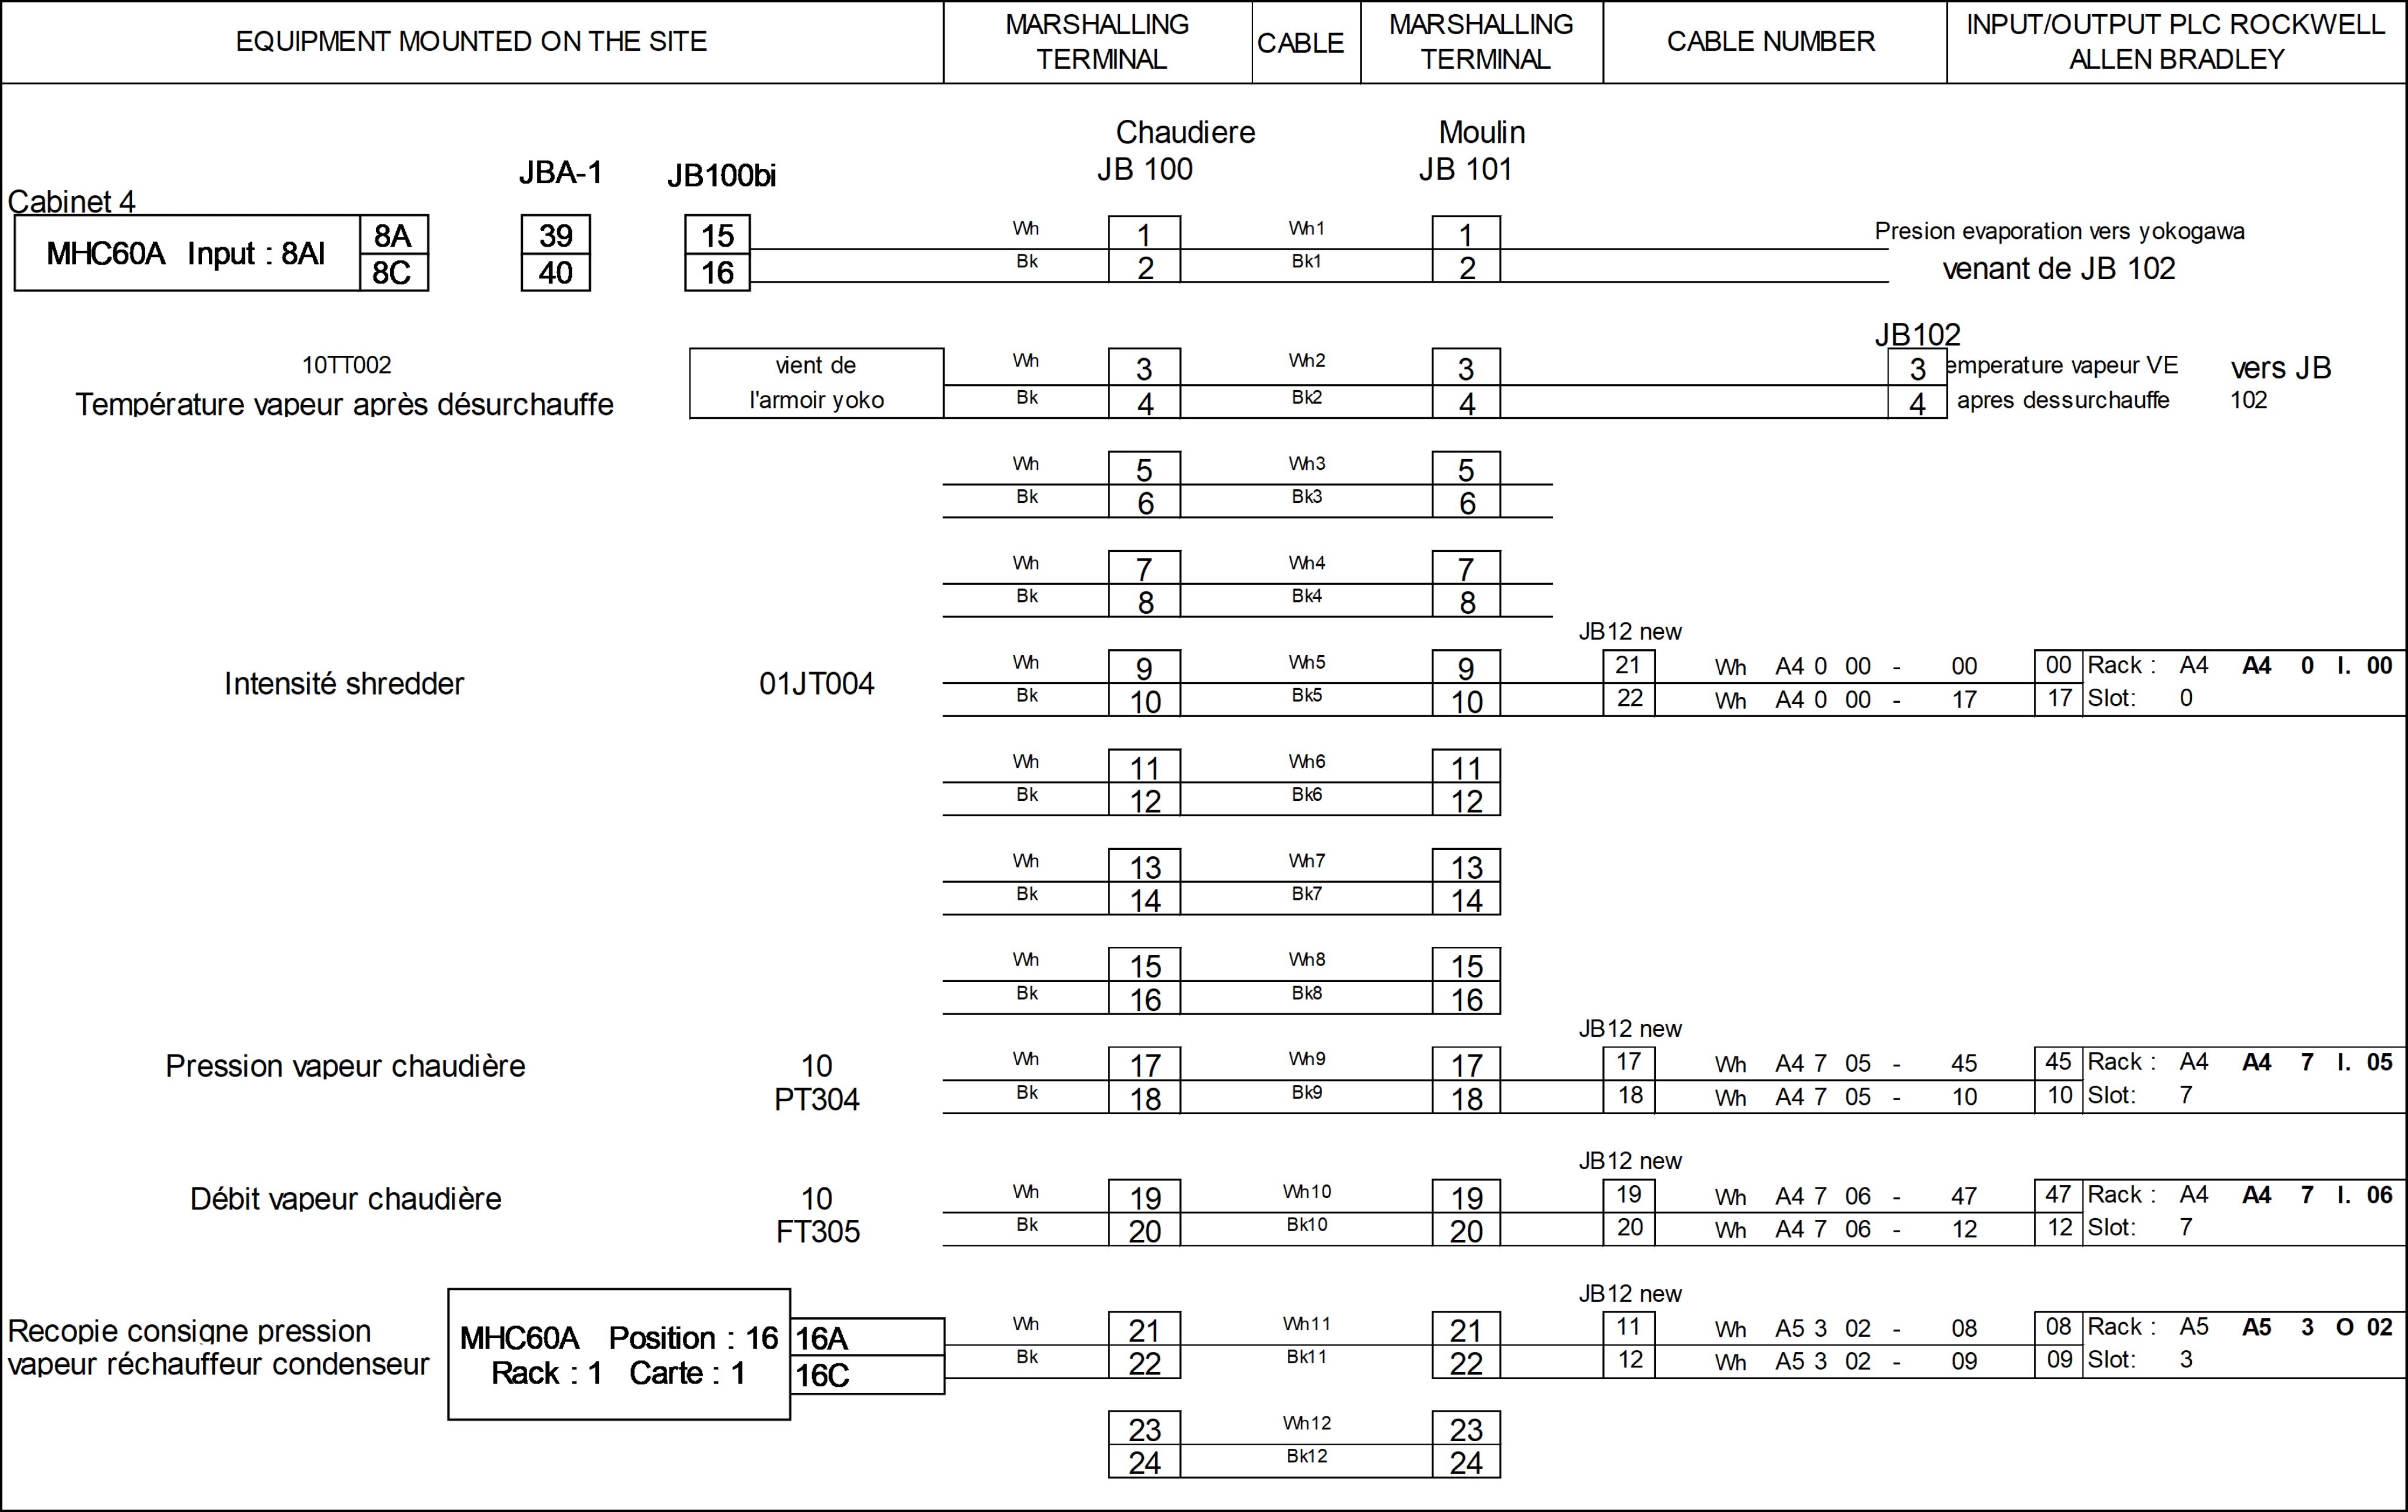 EQUIPMENT MOUNTED ON THE SITE
MARSHALLING TERMINAL
CABLE
MARSHALLING TERMINAL
CABLE NUMBER
INPUT/OUTPUT PLC ROCKWELL ALLEN BRADLEY
Chaudiere Moulin
JBA-1 JB100bi JB 100 JB 101
Cabinet 4
MHC60A Input : 8AI 8A 39 15 Wh 1 Wh1 1 Presion evaporation vers yokogawa
8C 40 16 Bk 2 Bk1 2 venant de JB 102
JB102
10TT002 vient de Wh 3 Wh2 3 3 emperature vapeur VE vers JB
Température vapeur après désurchauffe l'armoir yoko Bk 4 Bk2 4 4 apres dessurchauffe 102
Wh 5 Wh3 5
Bk 6 Bk3 6
Wh 7 Wh4 7
Bk 8 Bk4 8
JB12 new
Intensité shredder 01JT004 Wh 9 Wh5 9 21 Wh A4 0 00 - 00 00 Rack : A4 A4 0 I. 00
Bk 10 Bk5 10 22 Wh A4 0 00 - 17 17 Slot: 0
Wh 11 Wh6 11
Bk 12 Bk6 12
Wh 13 Wh7 13
Bk 14 Bk7 14
Wh 15 Wh8 15
Bk 16 Bk8 16
JB12 new
Pression vapeur chaudière 10 Wh 17 Wh9 17 17 Wh A4 7 05 - 45 45 Rack : A4 A4 7 I. 05
PT304 Bk 18 Bk9 18 18 Wh A4 7 05 - 10 10 Slot: 7
JB12 new
Débit vapeur chaudière 10 Wh 19 Wh10 19 19 Wh A4 7 06 - 47 47 Rack : A4 A4 7 I. 06
FT305 Bk 20 Bk10 20 20 Wh A4 7 06 - 12 12 Slot: 7
JB12 new
Recopie consigne pression MHC60A Position : 16 16A Wh 21 Wh11 21 11 Wh A5 3 02 - 08 08 Rack : A5 A5 3 O 02
vapeur réchauffeur condenseur Rack : 1 Carte : 1 16C Bk 22 Bk11 22 12 Wh A5 3 02 - 09 09 Slot: 3
23 Wh12 23
24 Bk12 24